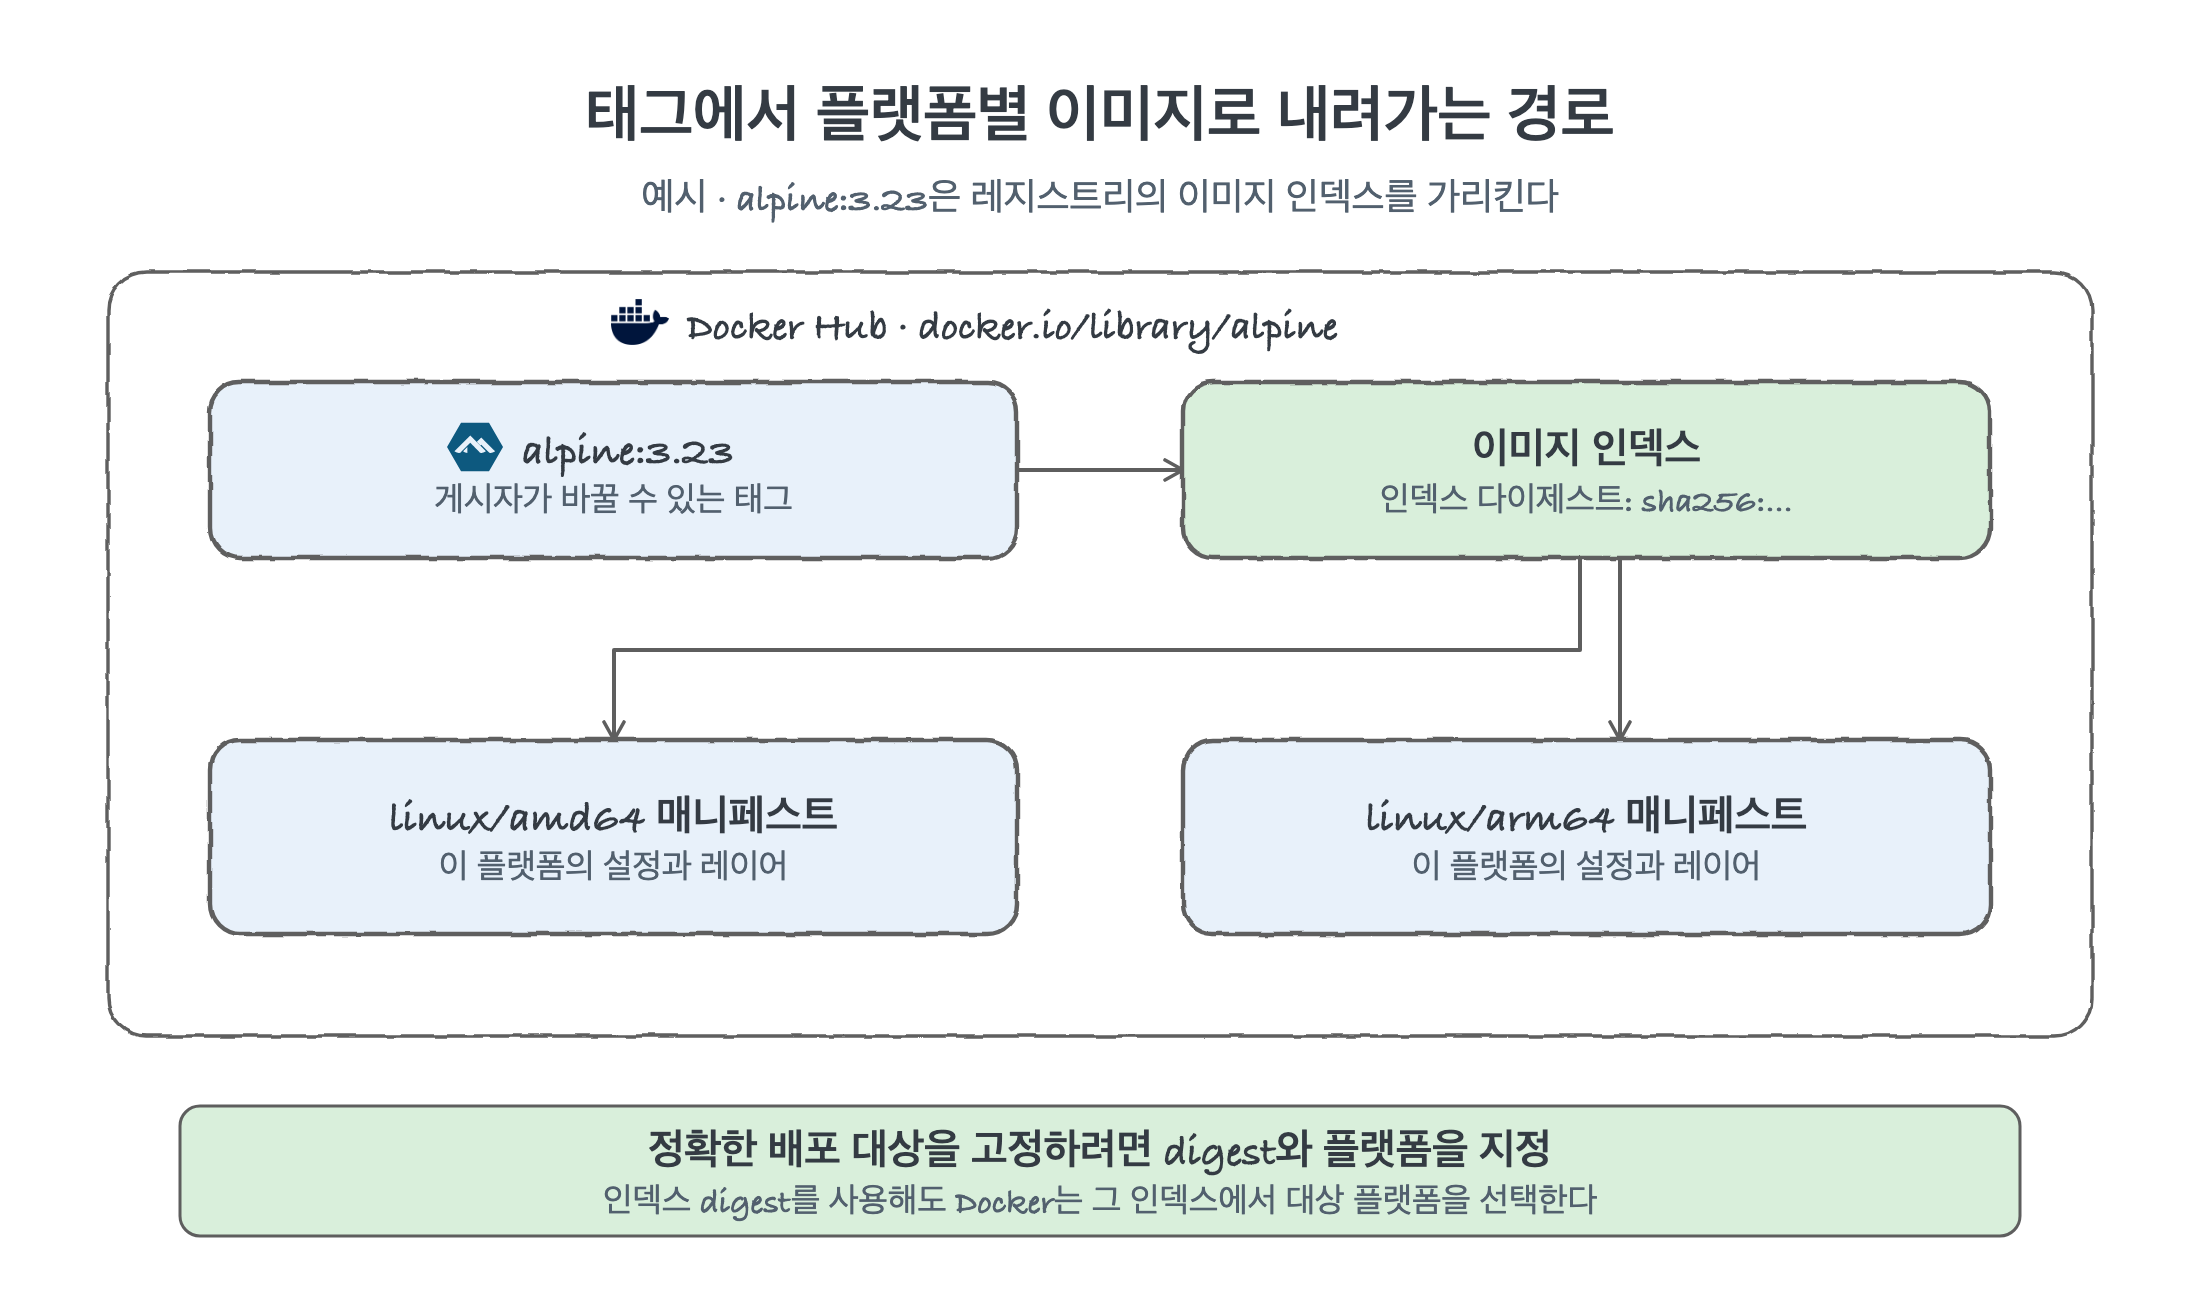 태그에서 플랫폼별 이미지로 내려가는 경로
예시 · alpine:3.23은 레지스트리의 이미지 인덱스를 가리킨다
Docker Hub · docker.io/library/alpine
alpine:3.23
게시자가 바꿀 수 있는 태그
이미지 인덱스
인덱스 다이제스트: sha256:...
linux/amd64 매니페스트
이 플랫폼의 설정과 레이어
linux/arm64 매니페스트
이 플랫폼의 설정과 레이어
정확한 배포 대상을 고정하려면 digest와 플랫폼을 지정
인덱스 digest를 사용해도 Docker는 그 인덱스에서 대상 플랫폼을 선택한다